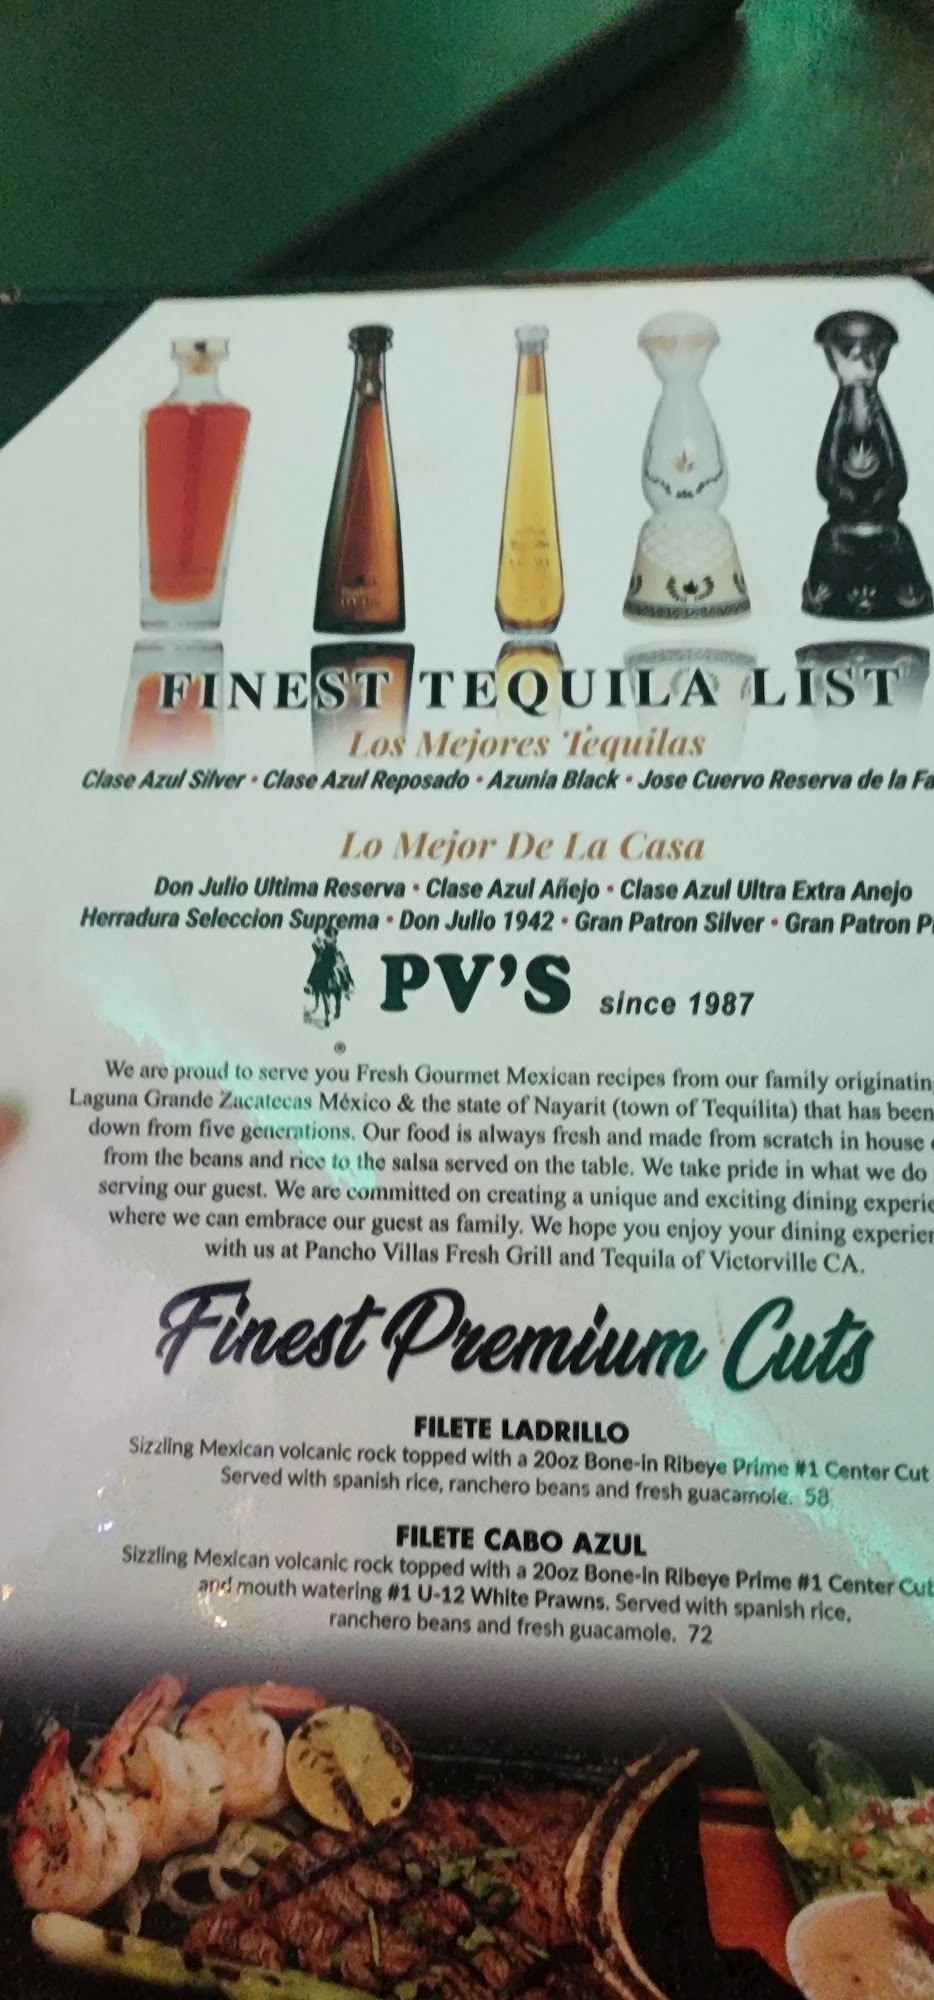 FINEST TEQUILA LIST
Los Mejores Tequilas
Clase Azul Silver • Clase Azul Reposado • Azunia Black • Jose Cuervo Reserva de la Fa
Lo Mejor De La Casa
Don Julio Ultima Reserva • Clase Azul Añejo • Clase Azul Ultra Extra Anejo
Herradura Seleccion Suprema • Don Julio 1942 • Gran Patron Silver • Gran Patron P
PV'S since 1987
®
We are proud to serve you Fresh Gourmet Mexican recipes from our family originatin
Laguna Grande Zacatecas México & the state of Nayarit (town of Tequilita) that has been
down from five generations. Our food is always fresh and made from scratch in house
from the beans and rice to the salsa served on the table. We take pride in what we do
serving our guest. We are committed on creating a unique and exciting dining experie
where we can embrace our guest as family. We hope you enjoy your dining experien
with us at Pancho Villas Fresh Grill and Tequila of Victorville CA.
Finest Premium Cuts
FILETE LADRILLO
Sizzling Mexican volcanic rock topped with a 20oz Bone-in Ribeye Prime #1 Center Cut
Served with spanish rice, ranchero beans and fresh guacamole. 58
FILETE CABO AZUL
Sizzling Mexican volcanic rock topped with a 20oz Bone-in Ribeye Prime #1 Center Cut
and mouth watering #1 U-12 White Prawns. Served with spanish rice,
ranchero beans and fresh guacamole. 72